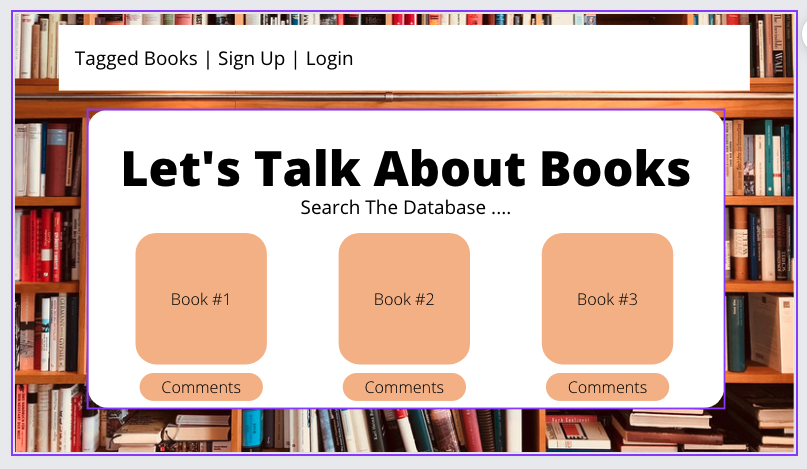 Tagged Books | Sign Up | Login
Let's Talk About Books
Search The Database ....
Book #1
Book #2
Book #3
Comments
Comments
Comments